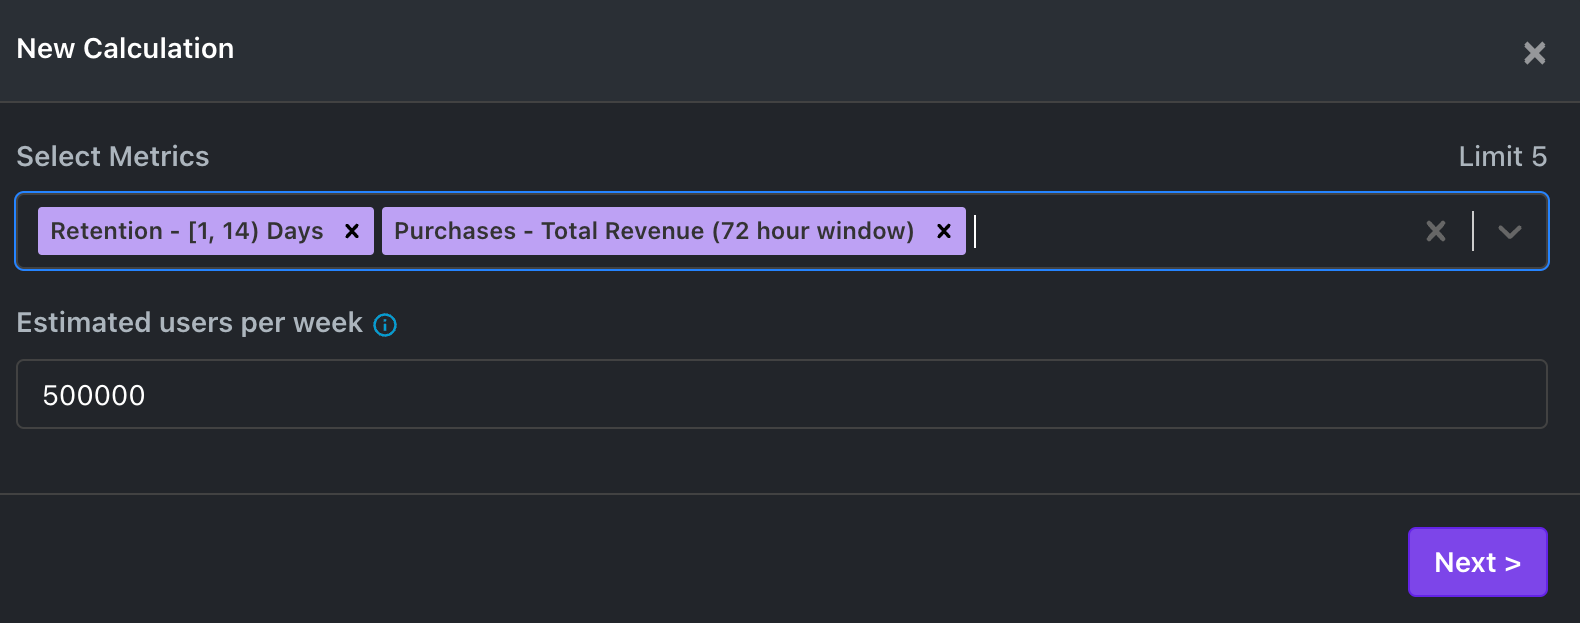 New Calculation
Select Metrics
Limit 5
Retention - [1, 14) Days
Purchases - Total Revenue (72 hour window)
Estimated users per week
500000
Next >